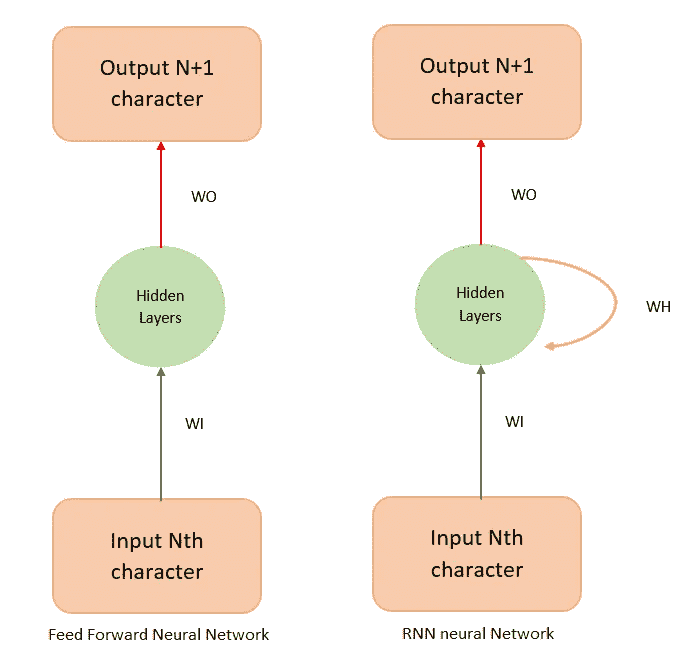 Output N+1
character
WO
Hidden
Layers
WI
Input Nth
character
Feed Forward Neural Network
Output N+1
character
WO
Hidden
Layers
WH
WI
Input Nth
character
RNN neural Network